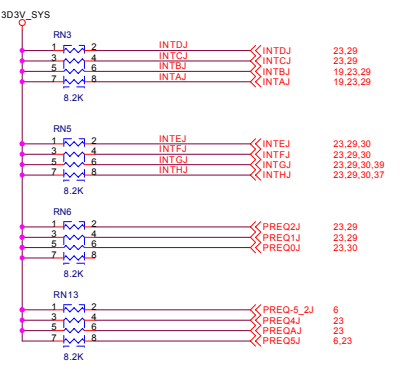 3D3V_SYS
RN3
1 2 INTDJ INTDJ 23,29
3 4 INTCJ INTCJ 23,29
5 6 INTBJ INTBJ 19,23,29
7 8 INTAJ INTAJ 19,23,29
8.2K
RN5
1 2 INTEJ INTEJ 23,29,30
3 4 INTFJ INTFJ 23,29,30
5 6 INTGJ INTGJ 23,29,30,39
7 8 INTHJ INTHJ 23,29,30,37
8.2K
RN6
1 2 PREQ2J 23,29
3 4 PREQ1J 23,29
5 6 PREQ0J 23,30
7 8
8.2K
RN13
1 2 PREQ-5_2J 6
3 4 PREQ4J 23
5 6 PREQAJ 23
7 8 PREQ5J 6,23
8.2K